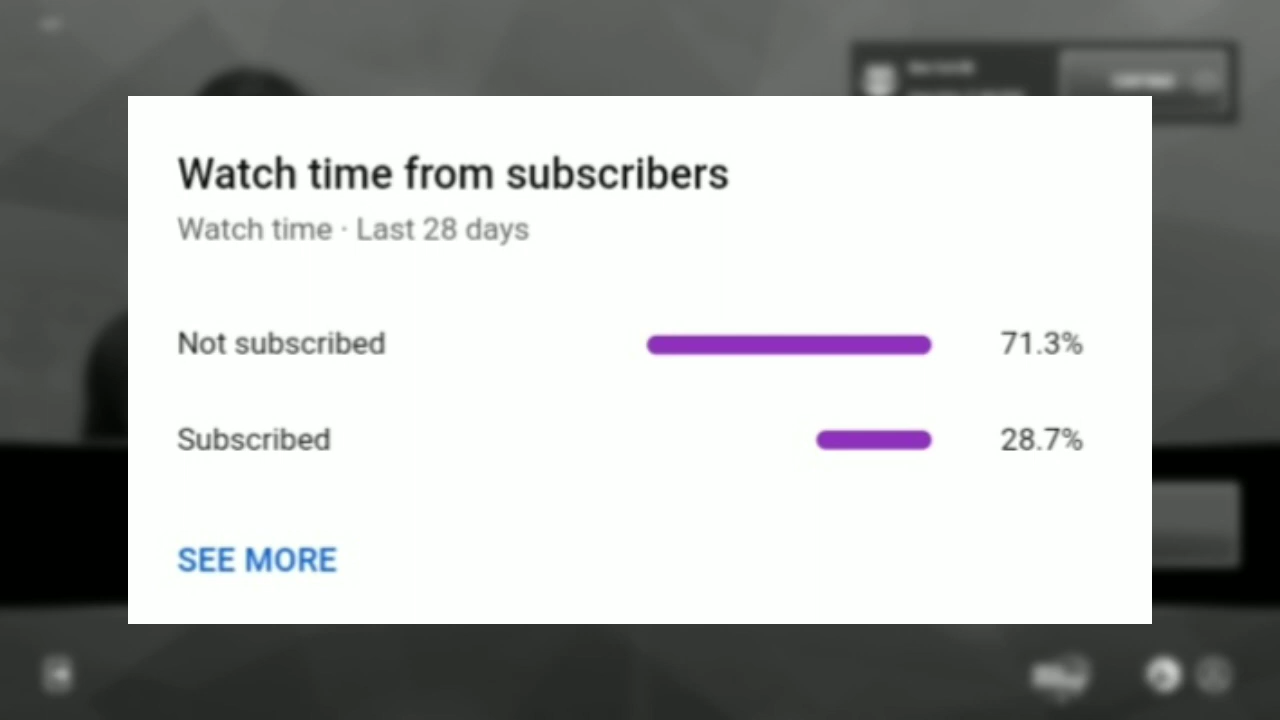 Watch time from subscribers
Watch time · Last 28 days
Not subscribed 71.3%
Subscribed 28.7%
SEE MORE